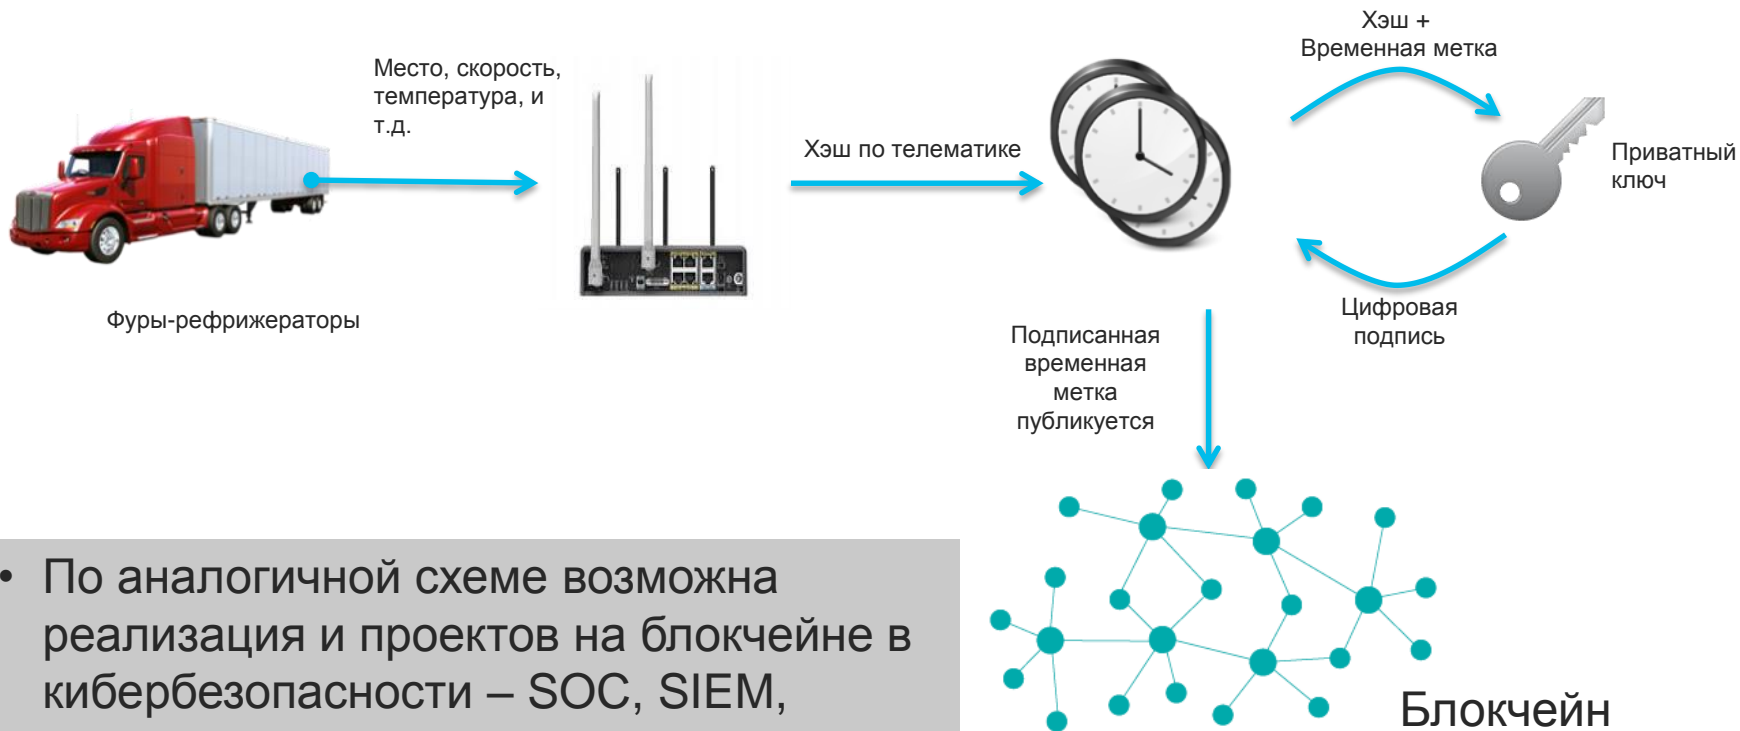 Хэш +
Временная метка
Место, скорость,
температура, и
т.д.
Хэш по телематике
Приватный
ключ
Фуры-рефрижераторы
Цифровая
подпись
Подписанная
временная
метка
публикуется
• По аналогичной схеме возможна
реализация и проектов на блокчейне в
кибербезопасности – SOC, SIEM,
Блокчейн